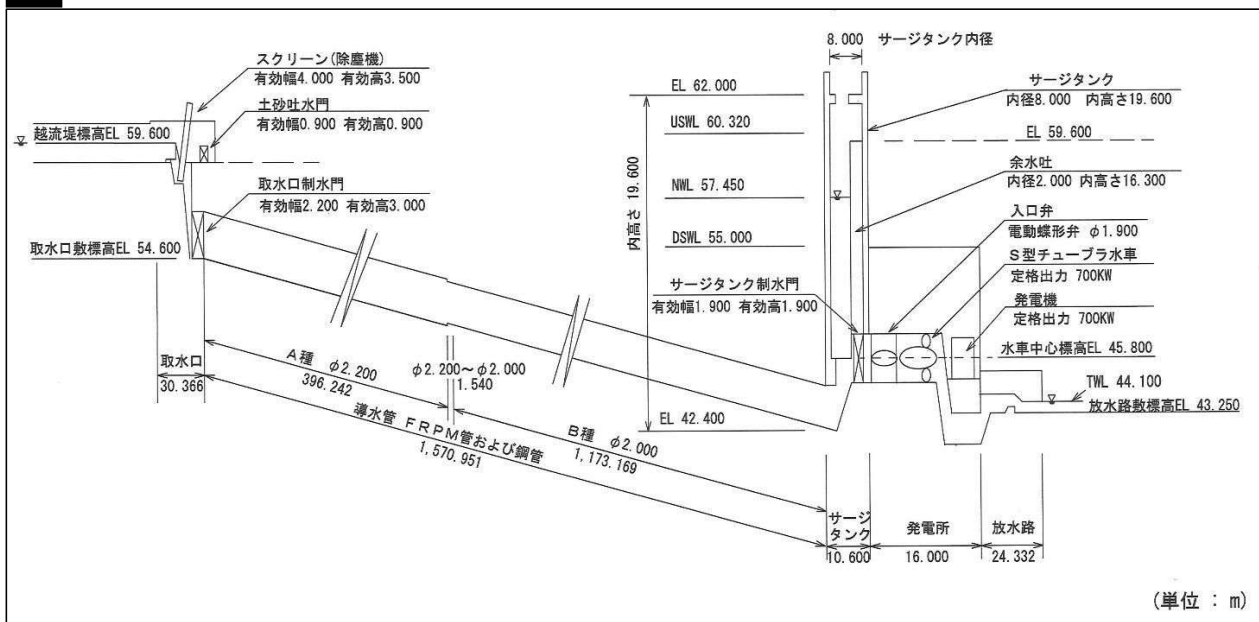 スクリーン(除塵機)
有効幅4.000 有効高3.500
土砂吐水門
有効幅0.900 有効高0.900
越流堤標高EL 59.600
取水口制水門
有効幅2.200 有効高3.000
取水口敷標高EL 54.600
取水口
30.366
A種 φ2.200
396.242
φ2.200～φ2.000
1.540
導水管 FRPM管および鋼管
1,570.951
B種 φ2.000
1,173.169
8.000 サージタンク内径
EL 62.000
USWL 60.320
内高さ 19.600
NWL 57.450
DSWL 55.000
サージタンク制水門
有効幅1.900 有効高1.900
EL 42.400
サージタンク
内径8.000 内高さ19.600
EL 59.600
余水吐
内径2.000 内高さ16.300
入口弁
電動蝶形弁 φ1.900
S型チューブラ水車
定格出力 700KW
発電機
定格出力 700KW
水車中心標高EL 45.800
TWL 44.100
放水路敷標高EL 43.250
サージ
タンク
10.600
発電所
16.000
放水路
24.332
(単位 : m)